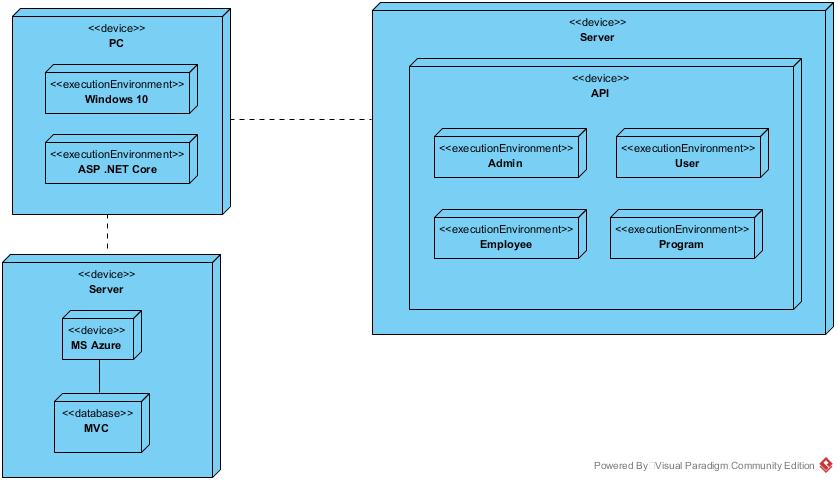 <<device>>
PC
<<executionEnvironment>>
Windows 10
<<executionEnvironment>>
ASP .NET Core
<<device>>
Server
<<device>>
MS Azure
<<database>>
MVC
<<device>>
Server
<<device>>
API
<<executionEnvironment>>
Admin
<<executionEnvironment>>
User
<<executionEnvironment>>
Employee
<<executionEnvironment>>
Program
Powered By Visual Paradigm Community Edition